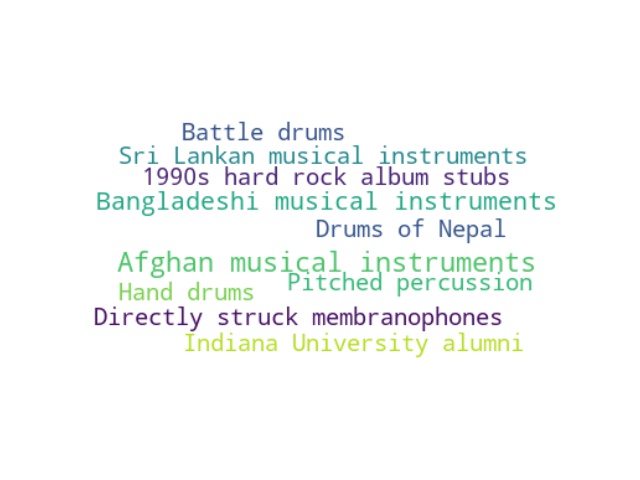 Battle drums
Sri Lankan musical instruments
1990s hard rock album stubs
Bangladeshi musical instruments
Drums of Nepal
Afghan musical instruments
Pitched percussion
Hand drums
Directly struck membranophones
Indiana University alumni